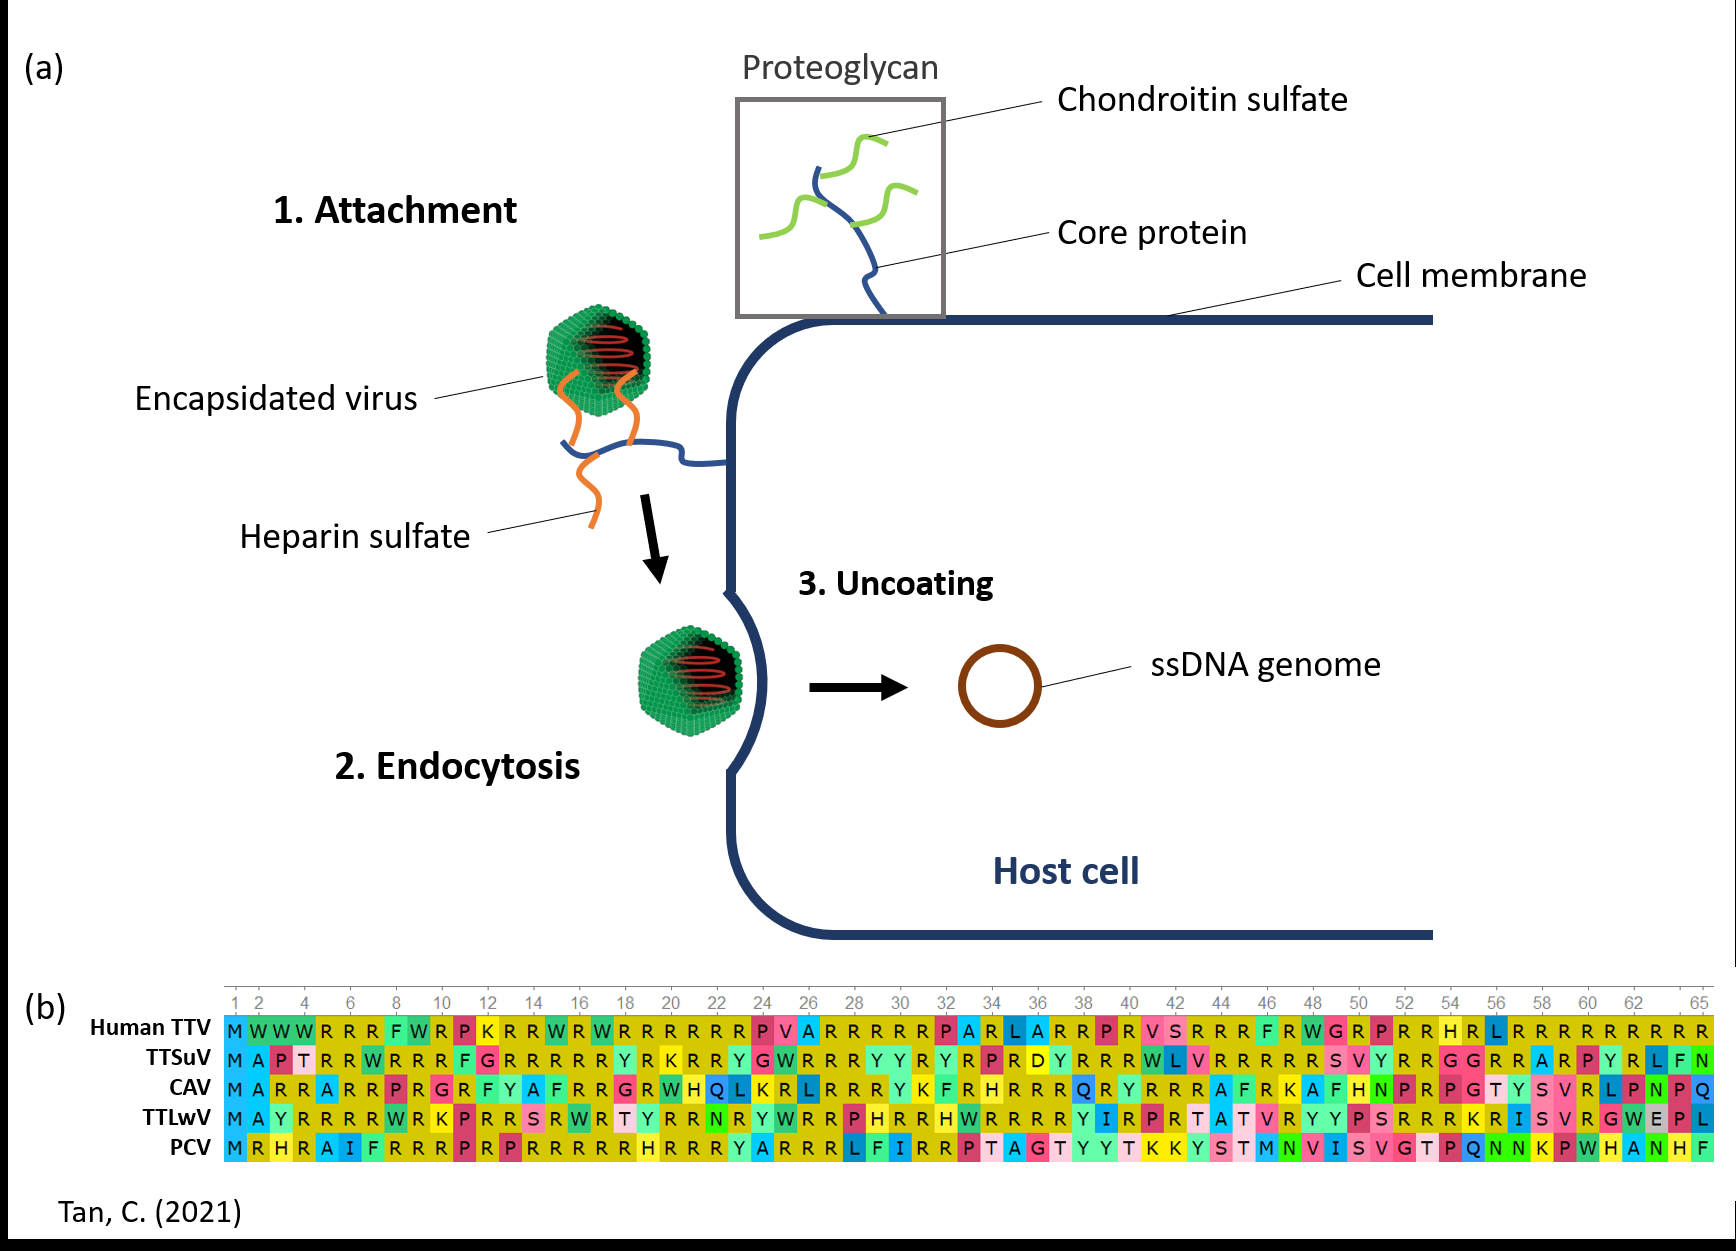 (a)
Proteoglycan
Chondroitin sulfate
Core protein
Cell membrane
1. Attachment
Encapsidated virus
Heparin sulfate
3. Uncoating
ssDNA genome
2. Endocytosis
Host cell
(b)
1 2 4 6 8 10 12 14 16 18 20 22 24 26 28 30 32 34 36 38 40 42 44 46 48 50 52 54 56 58 60 62 65
Human TTV M W W W R R R F W R P K R R W R W R R R R R R P V A R R R R R P A R L A R R P R V S R R R F R W G R P R R H R L R R R R R R R R R
TTSuV M A P T R R W R R R F G R R R R R Y R K R R Y G W R R R Y Y R Y R P R D Y R R R W L V R R R R R S V Y R R G G R R A R P Y R L F N
CAV M A R R A R R P R G R F Y A F R R G R W H Q L K R L R R R Y K F R H R R R Q R Y R R R A F R K A F H N P R P G T Y S V R L P N P Q
TTLwV M A Y R R R R W R K P R R S R W R T Y R R N R Y W R R P H R R H W R R R R Y I R P R T A T V R Y Y P S R R R K R I S V R G W E P L
PCV M R H R A I F R R R P R P R R R R R H R R R Y A R R R L F I R R P T A G T Y Y T K K Y S T M N V I S V G T P Q N N K P W H A N H F
Tan, C. (2021)